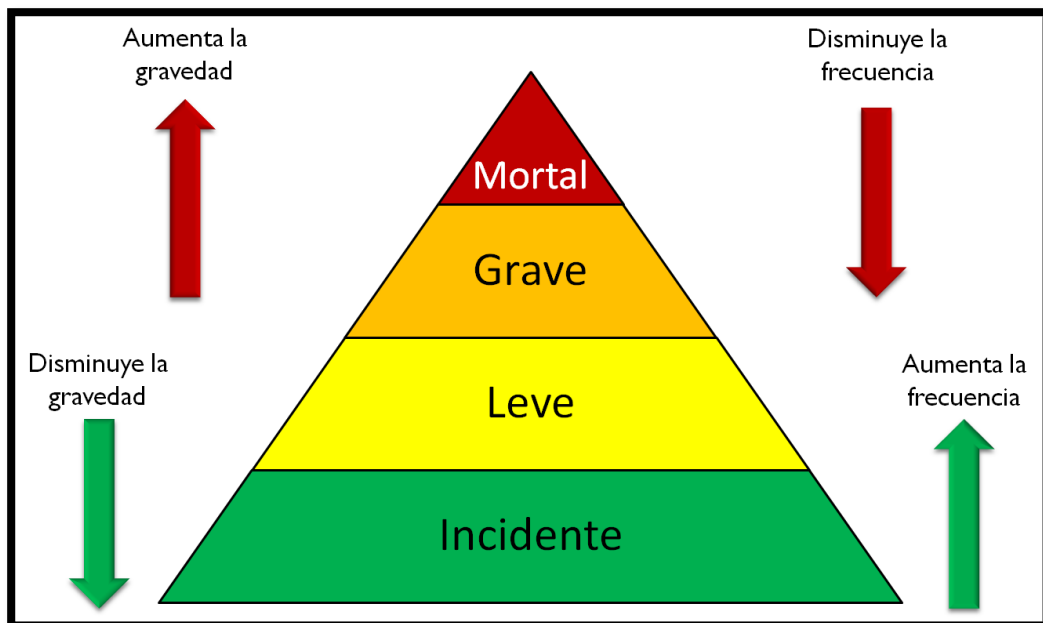 Aumenta la
gravedad
Disminuye la
frecuencia
Mortal
Grave
Disminuye la
gravedad
Leve
Aumenta la
frecuencia
Incidente